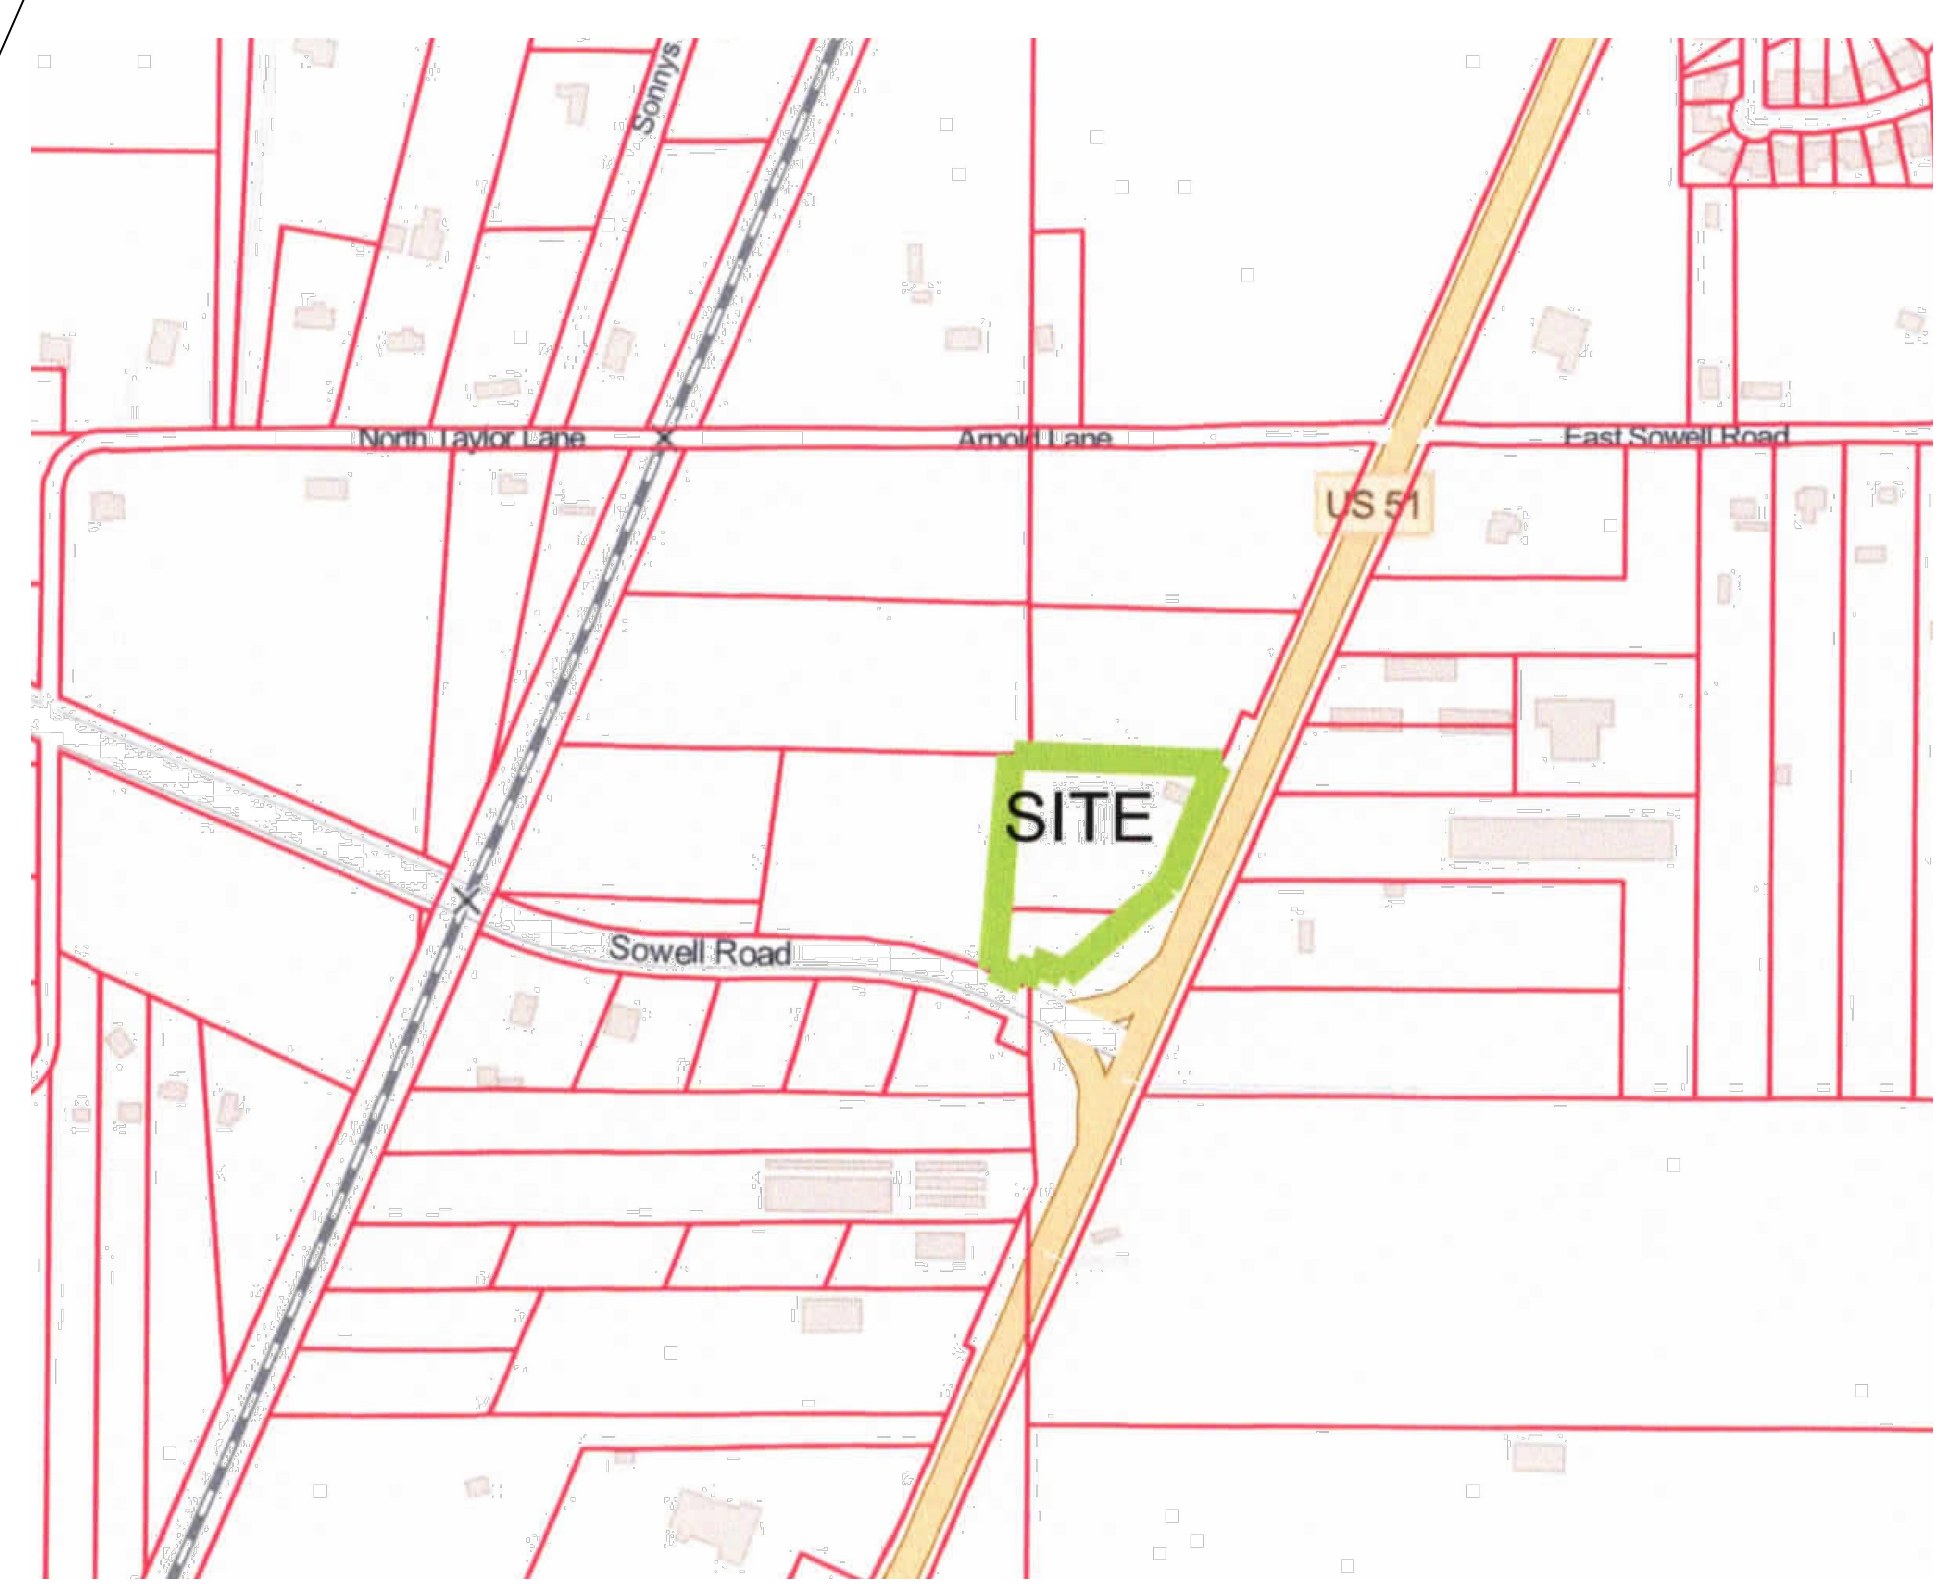 Sonnys
North Taylor Lane
Arnold Lane
East Sowell Road
US 51
SITE
Sowell Road